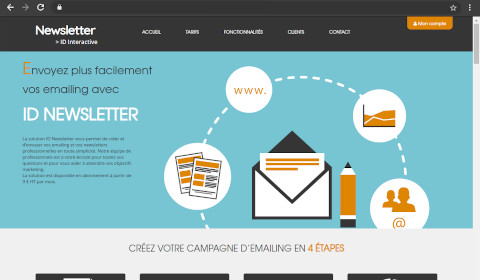 Newsletter
> ID Interactive
ACCUEIL
TARIFS
FONCTIONNALITÉS
CLIENTS
CONTACT
Mon compte
Envoyez plus facilement
vos emailing avec
ID NEWSLETTER
La solution ID Newsletter vous permet de créer et
d'envoyer vos emailing et vos newsletters
professionnelles en toute simplicité. Notre équipe de
professionnels est à votre écoute pour toutes vos
questions et pour vous aider à atteindre vos objectifs
marketing.
La solution est disponible en abonnement à partir de
9 € HT par mois.
www.
@
CRÉEZ VOTRE CAMPAGNE D'EMAILING EN 4 ÉTAPES